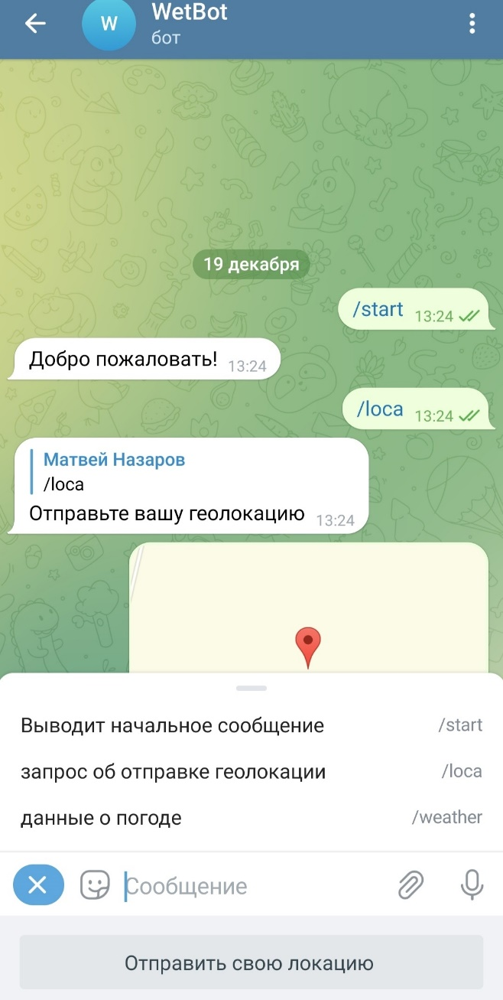 W
WetBot
бот
19 декабря
/start 13:24
Добро пожаловать! 13:24
/loca 13:24
Матвей Назаров
/loca
Отправьте вашу геолокацию 13:24
Выводит начальное сообщение /start
запрос об отправке геолокации /loca
данные о погоде /weather
Сообщение
Отправить свою локацию